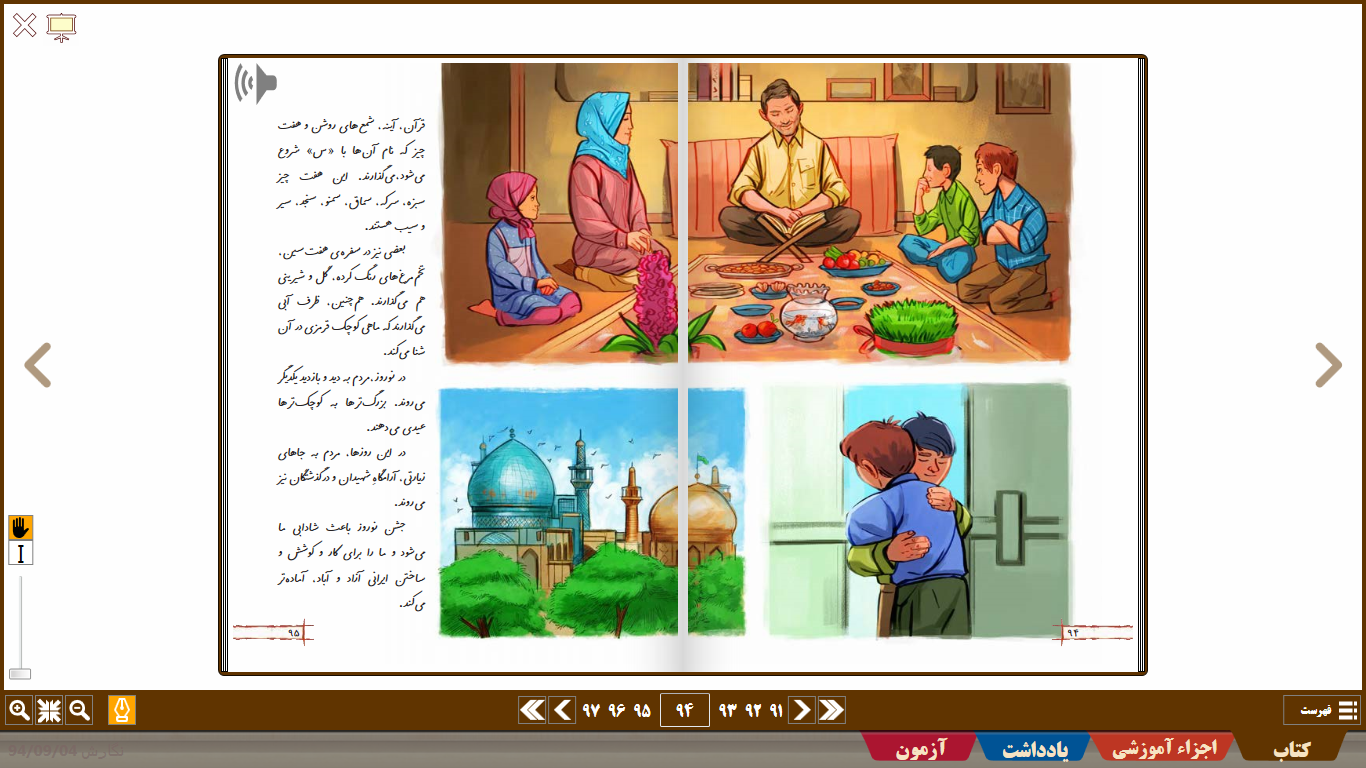 قرآن، آینه، شمع‌های روشن و هفت
چیز که نام آن‌ها با «س» شروع
می‌شود،می‌گذارند. این هفت چیز
سبزه، سرکه، سماق، سمنو، سنجد، سیر
و سیب هستند.
بعضی نیز در سفره‌ی هفت سین،
تخم مرغ‌های رنگ کرده، گل و شیرینی
هم می‌گذارند. هم‌چنین، ظرف آبی
می‌گذارند که ماهی کوچک قرمزی در آن
شنا می‌کند.
در نوروز،مردم به دید و بازدید یکدیگر
می‌روند. بزرگ‌ترها به کوچک‌ترها
عیدی می‌دهند.
در این روزها، مردم به جاهای
زیارتی، آرامگاهِ شهیدان و درگذشتگان نیز
می‌روند.
جشن نوروز باعث شادابی ما
می‌شود و ما را برای کار و کوشش و
ساختن ایرانی آزاد و آباد، آماده‌تر
می‌کند.
۹۵
۹۴
۹۷ ۹۶ ۹۵ ۹۴ ۹۳ ۹۲ ۹۱
فهرست
کتاب
اجزاء آموزشی
یادداشت
آزمون
نگارش 94/09/04